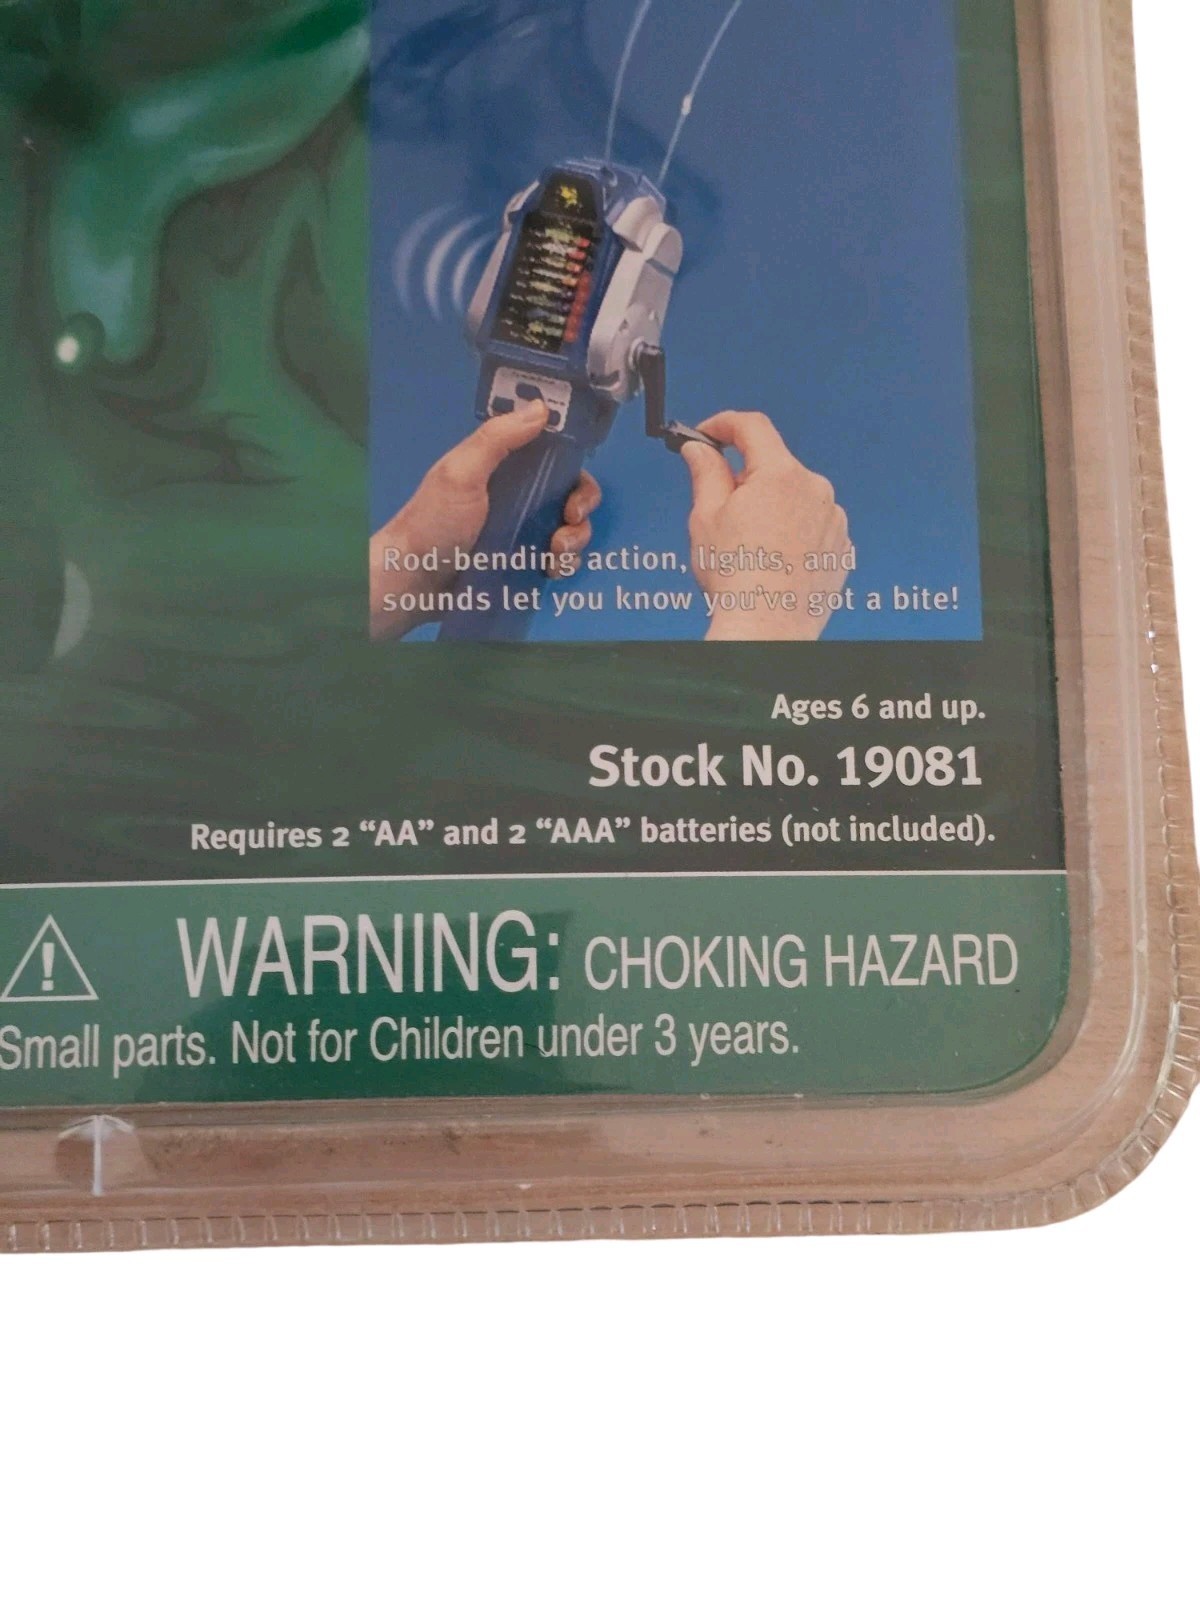 Rod-bending action, lights, and
sounds let you know you've got a bite!
Ages 6 and up.
Stock No. 19081
Requires 2 “AA” and 2 “AAA” batteries (not included).
WARNING: CHOKING HAZARD
Small parts. Not for Children under 3 years.